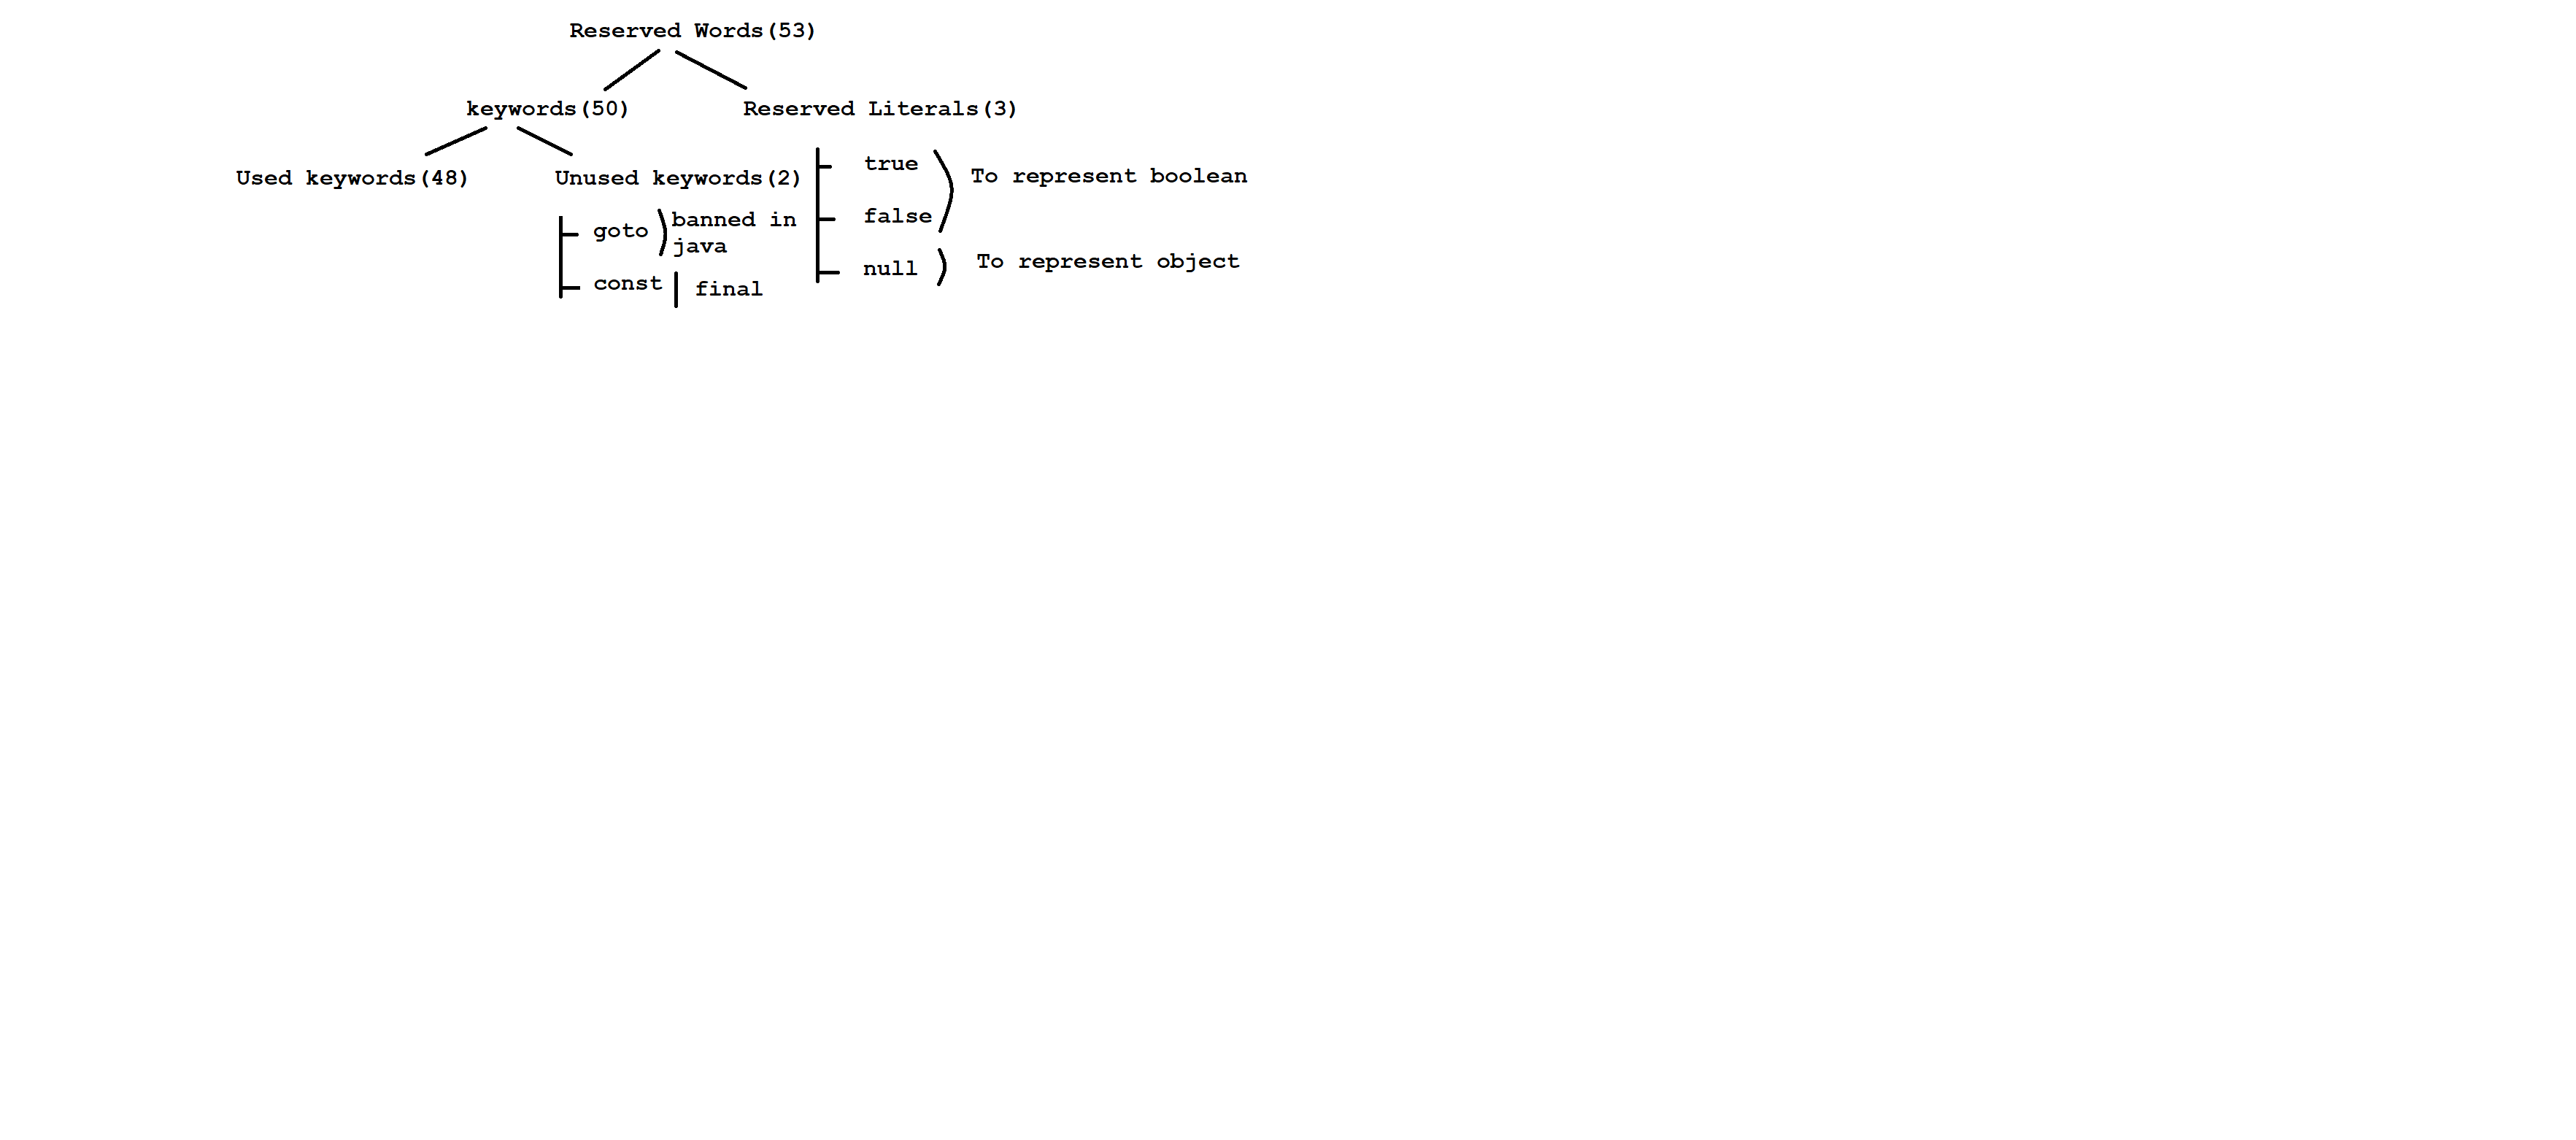 Reserved Words(53)
keywords(50)
Reserved Literals(3)
Used keywords(48)
Unused keywords(2)
goto
banned in
java
const
final
true
false
To represent boolean
null
To represent object